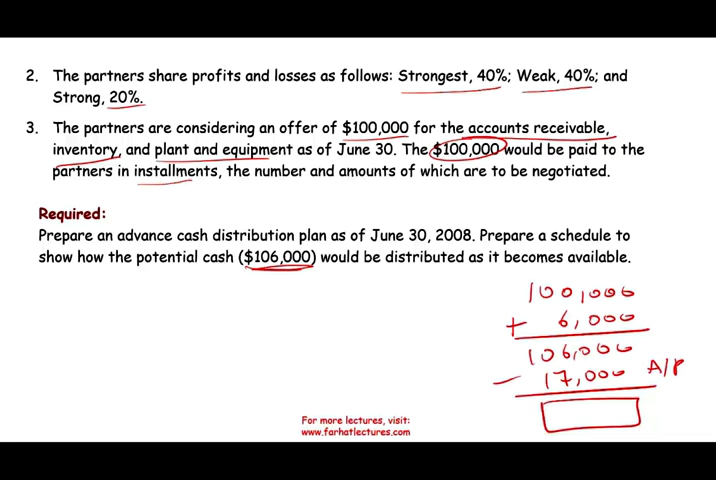 2. The partners share profits and losses as follows: Strongest, 40%; Weak, 40%; and
Strong, 20%.
3. The partners are considering an offer of $100,000 for the accounts receivable,
inventory, and plant and equipment as of June 30. The $100,000 would be paid to the
partners in installments, the number and amounts of which are to be negotiated.
Required:
Prepare an advance cash distribution plan as of June 30, 2008. Prepare a schedule to
show how the potential cash ($106,000) would be distributed as it becomes available.
100,000
+ 6,000
106,000
- 17,000 A/P
For more lectures, visit:
www.farhatlectures.com